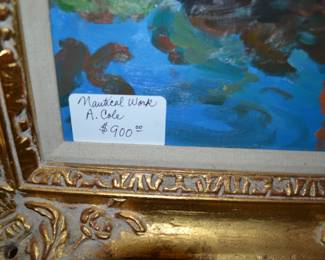 Nautical Work
A. Cole
$900.00